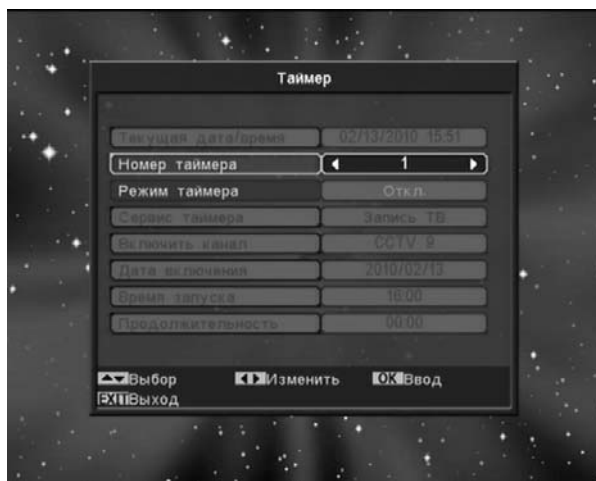 Таймер
Текущая дата/время 02/13/2010 15:51
Номер таймера 1
Режим таймера Откл.
Сервис таймера Запись ТВ
Включить канал CCTV 9
Дата включения 2010/02/13
Время запуска 16:00
Продолжительность 00:00
Выбор Изменить OK Ввод
EXIT Выход